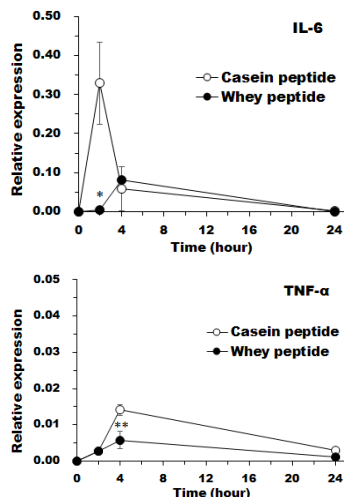 IL-6
Relative expression
0.50
0.40
0.30
0.20
0.10
0.00
Casein peptide
Whey peptide
*
0 4 8 12 16 20 24
Time (hour)
TNF-α
Relative expression
0.05
0.04
0.03
0.02
0.01
0.00
Casein peptide
Whey peptide
**
0 4 8 12 16 20 24
Time (hour)